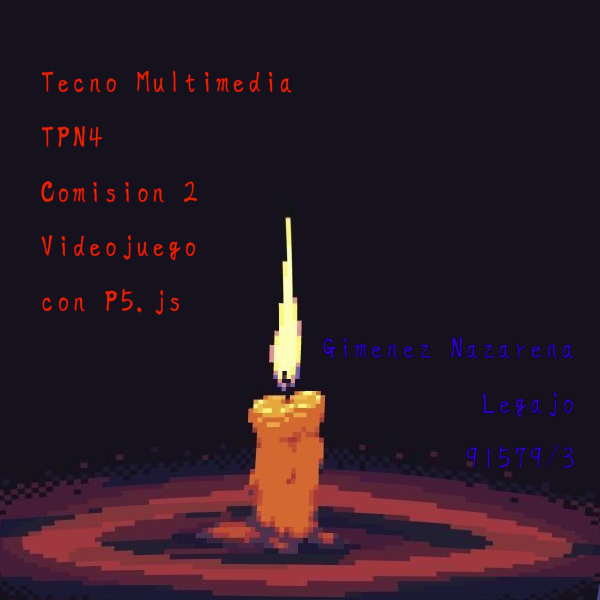 Tecno Multimedia
TPN4
Comision 2
Videojuego
con P5.js
Gimenez Nazarena
Legajo
91579/3